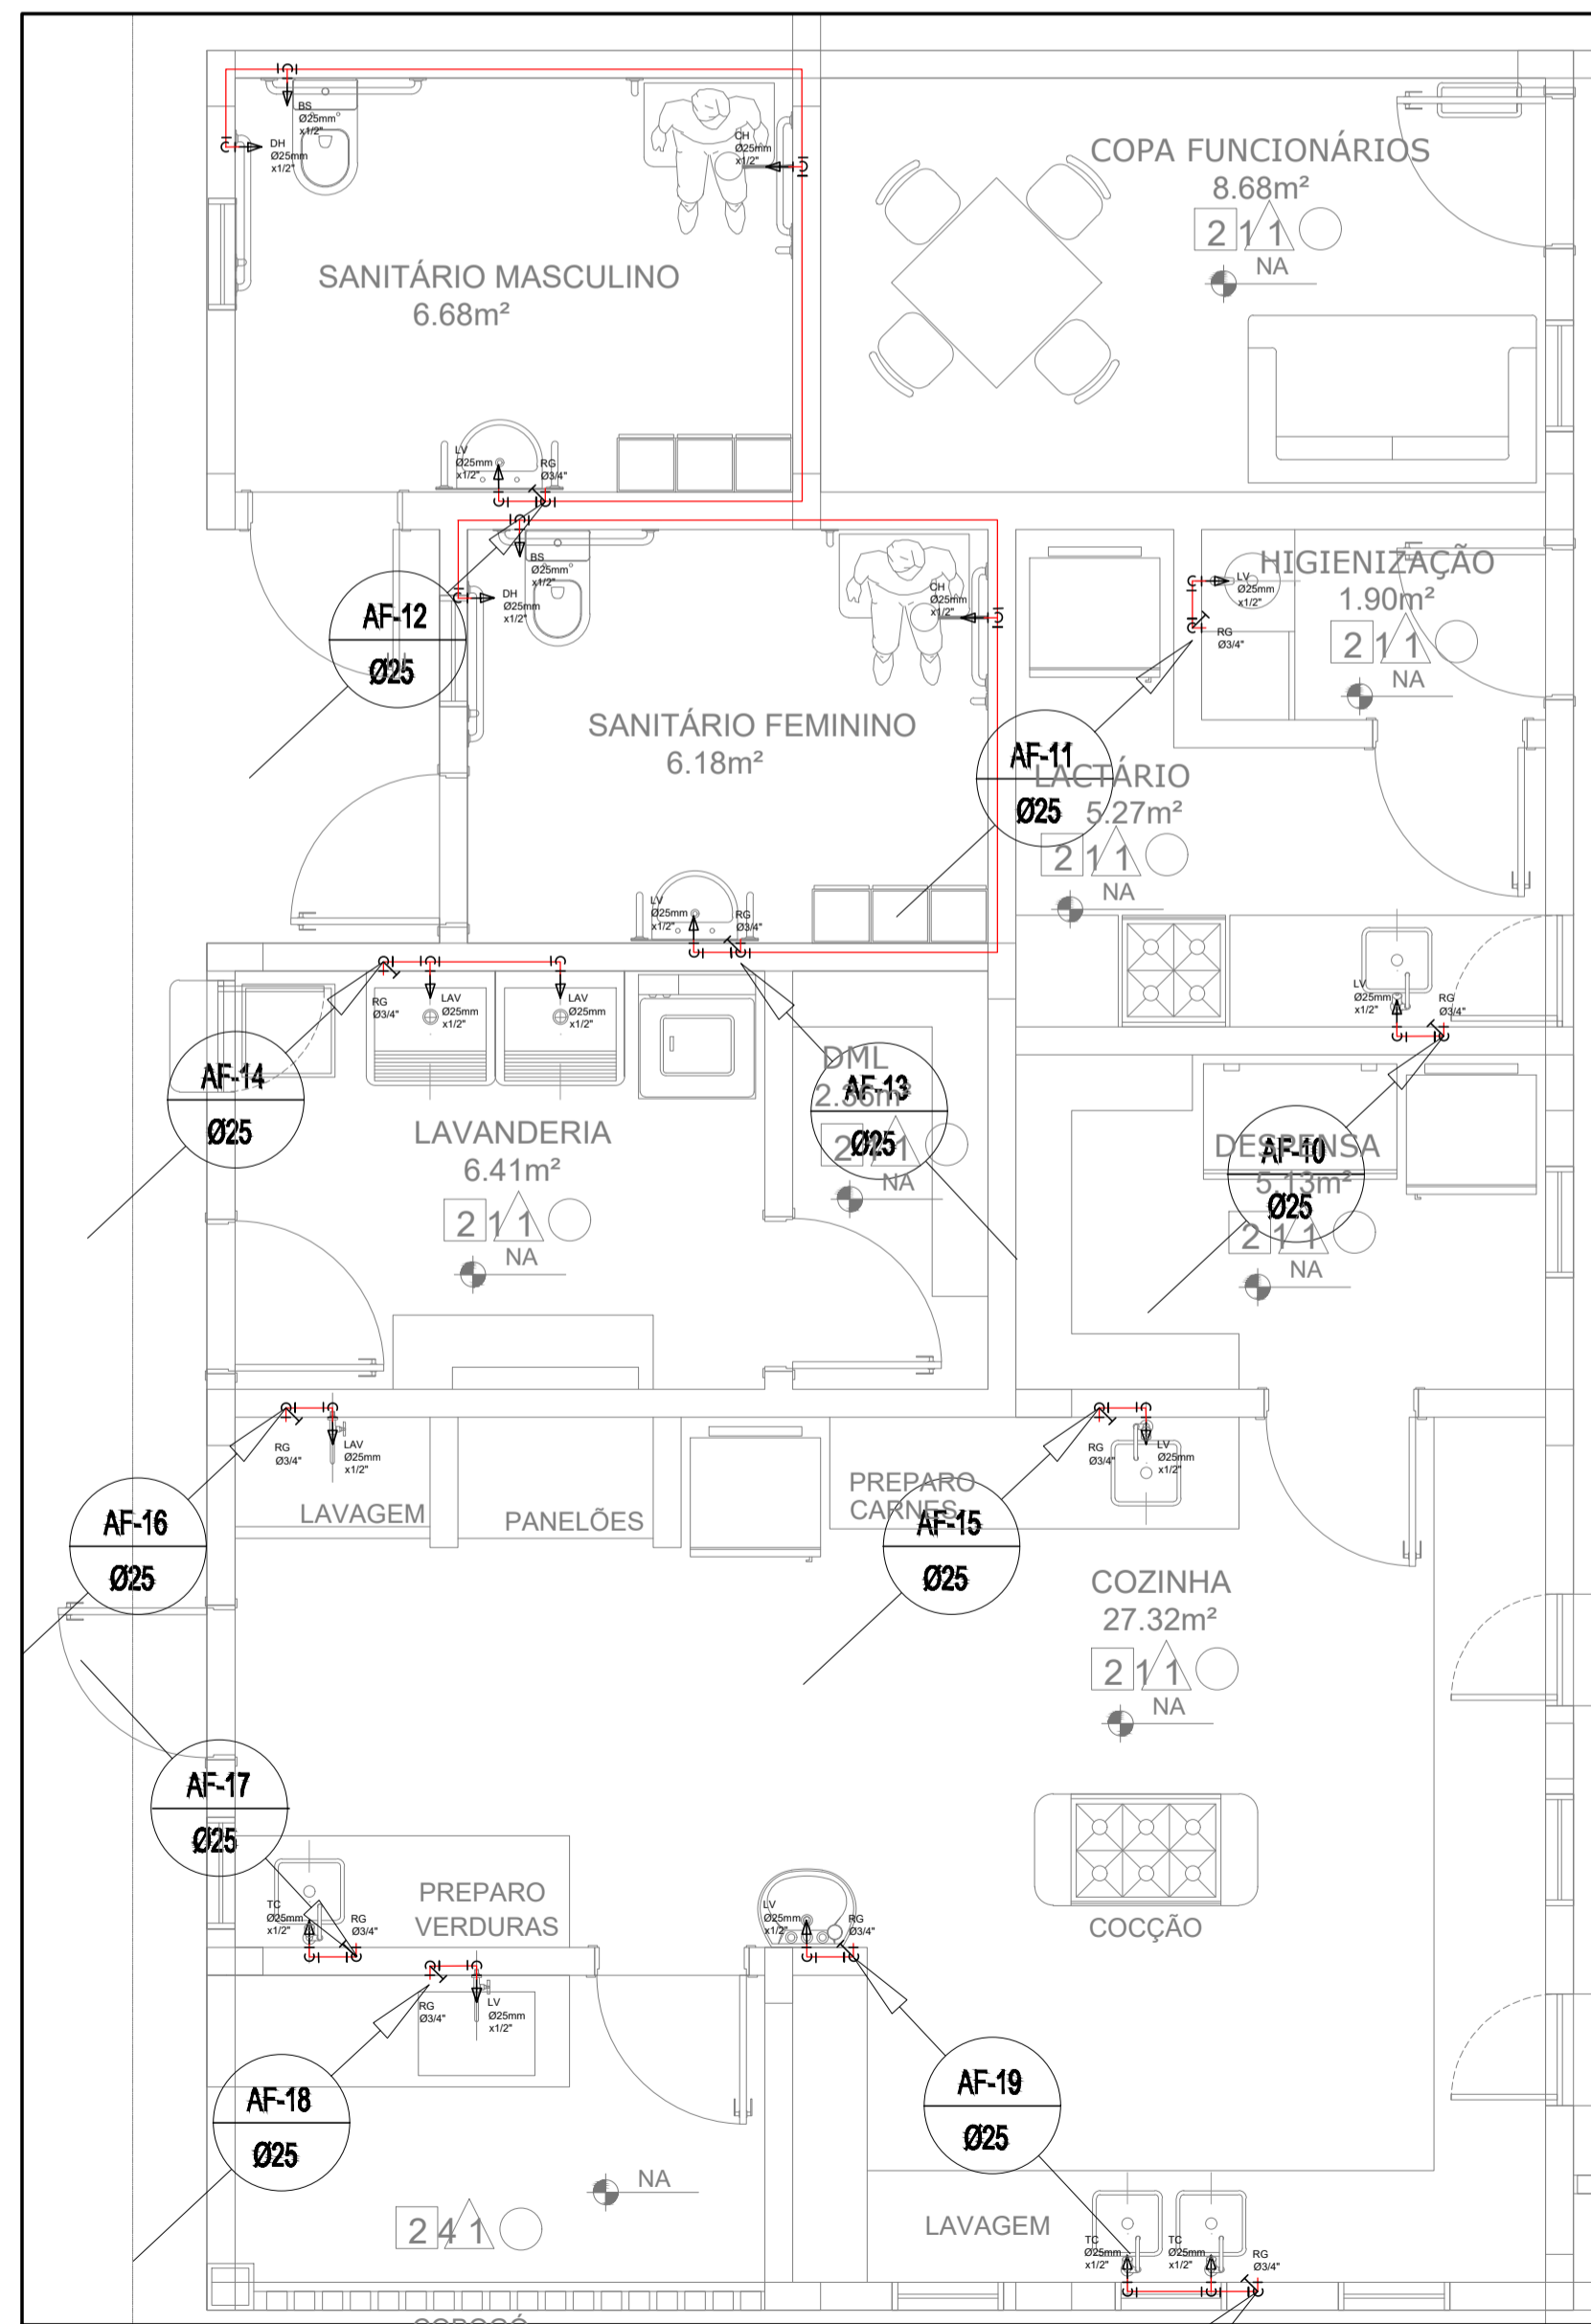 BS
Ø25mm
x1/2"
DH
Ø25mm
x1/2"
CH
Ø25mm
x1/2"
COPA FUNCIONÁRIOS
8.68m²
2 1 1
NA
SANITÁRIO MASCULINO
6.68m²
LV
Ø25mm
x1/2"
RG
Ø3/4"
BS
Ø25mm
x1/2"
DH
Ø25mm
x1/2"
CH
Ø25mm
x1/2"
LV
Ø25mm
x1/2"
RG
Ø3/4"
HIGIENIZAÇÃO
1.90m²
2 1 1
NA
AF-12
Ø25
SANITÁRIO FEMININO
6.18m²
AF-11
Ø25
LACTÁRIO
5.27m²
2 1 1
NA
LV
Ø25mm
x1/2"
RG
Ø3/4"
RG
Ø3/4"
LAV
Ø25mm
x1/2"
LAV
Ø25mm
x1/2"
LV
Ø25mm
x1/2"
RG
Ø3/4"
AF-14
Ø25
DML
2.36m²
AF-13
Ø25
2 1 1
NA
LAVANDERIA
6.41m²
2 1 1
NA
DESPENSA
5.13m²
AF-10
Ø25
2 1 1
NA
RG
Ø3/4"
LAV
Ø25mm
x1/2"
LAVAGEM
PANELÕES
PREPARO
CARNES
RG
Ø3/4"
LV
Ø25mm
x1/2"
AF-16
Ø25
AF-15
Ø25
COZINHA
27.32m²
2 1 1
NA
AF-17
Ø25
TC
Ø25mm
x1/2"
RG
Ø3/4"
PREPARO
VERDURAS
LV
Ø25mm
x1/2"
RG
Ø3/4"
COCÇÃO
RG
Ø3/4"
LV
Ø25mm
x1/2"
AF-18
Ø25
AF-19
Ø25
NA
2 4 1
LAVAGEM
TC
Ø25mm
x1/2"
TC
Ø25mm
x1/2"
RG
Ø3/4"